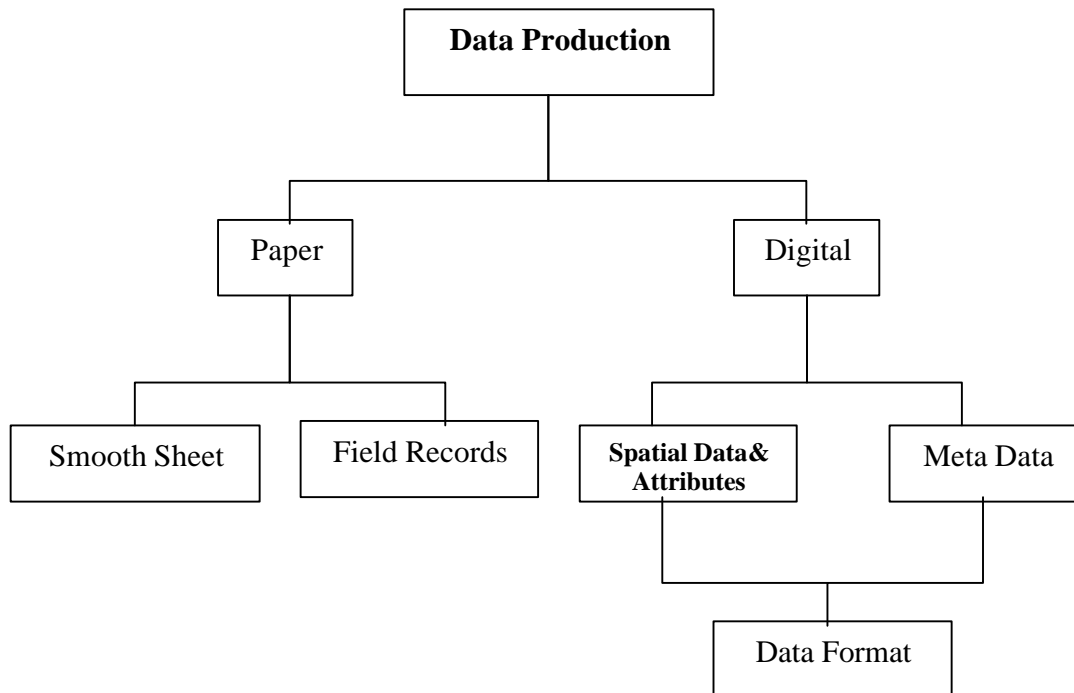 Data Production
Paper
Digital
Smooth Sheet
Field Records
Spatial Data&
Attributes
Meta Data
Data Format